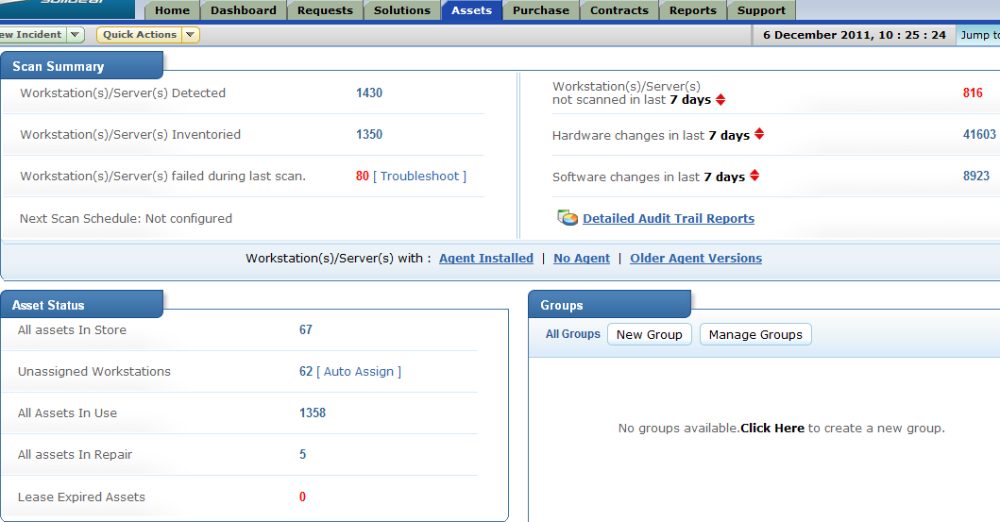 Home Dashboard Requests Solutions Assets Purchase Contracts Reports Support
ew Incident Quick Actions 6 December 2011, 10 : 25 : 24 Jump to
Scan Summary
Workstation(s)/Server(s) Detected 1430
Workstation(s)/Server(s) Inventoried 1350
Workstation(s)/Server(s) failed during last scan. 80 [ Troubleshoot ]
Next Scan Schedule: Not configured
Workstation(s)/Server(s)
not scanned in last 7 days 816
Hardware changes in last 7 days 41603
Software changes in last 7 days 8923
Detailed Audit Trail Reports
Workstation(s)/Server(s) with : Agent Installed | No Agent | Older Agent Versions
Asset Status
All assets In Store 67
Unassigned Workstations 62 [ Auto Assign ]
All Assets In Use 1358
All assets In Repair 5
Lease Expired Assets 0
Groups
All Groups New Group Manage Groups
No groups available.Click Here to create a new group.